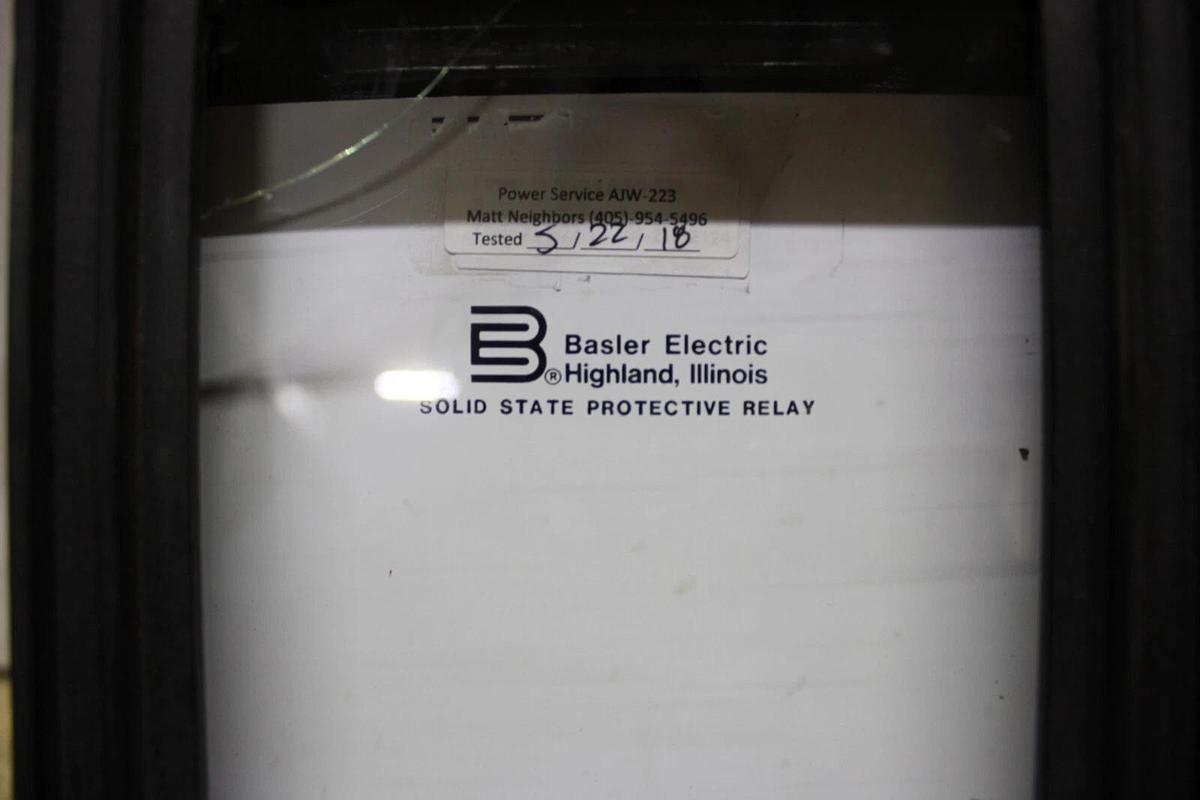 Power Service AJW-223
Matt Neighbors (405)-954-5496
Tested 5/22/18
Basler Electric
® Highland, Illinois
SOLID STATE PROTECTIVE RELAY